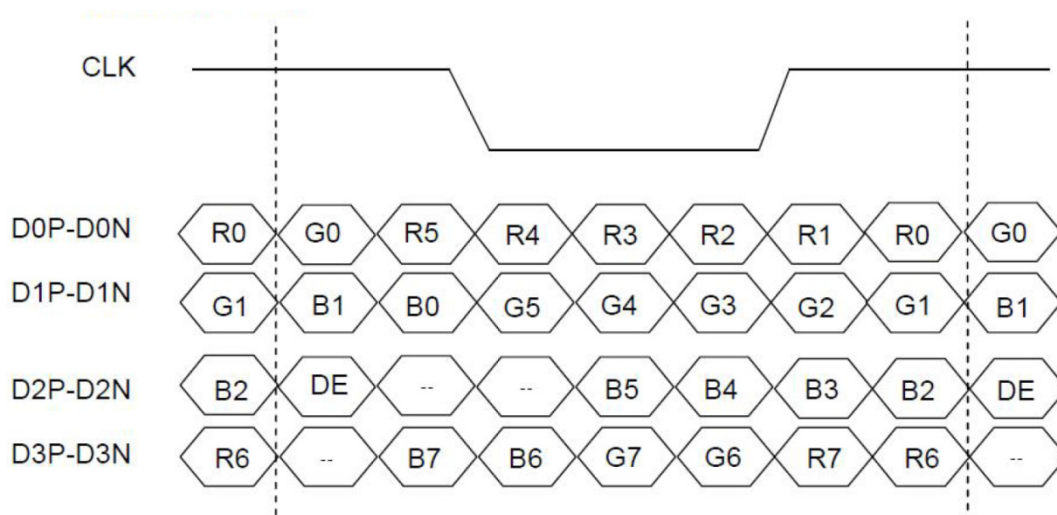 CLK
D0P-D0N R0 G0 R5 R4 R3 R2 R1 R0 G0
D1P-D1N G1 B1 B0 G5 G4 G3 G2 G1 B1
D2P-D2N B2 DE -- -- B5 B4 B3 B2 DE
D3P-D3N R6 -- B7 B6 G7 G6 R7 R6 --